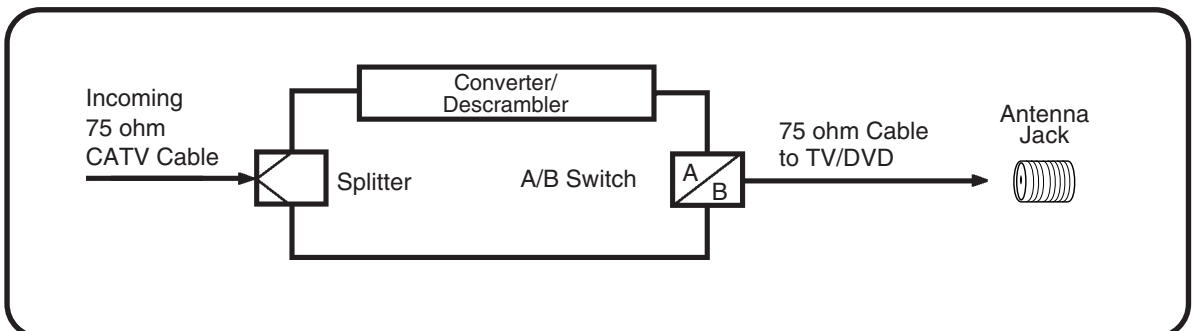 Incoming
75 ohm
CATV Cable
Splitter
Converter/
Descrambler
A/B Switch
A
B
75 ohm Cable
to TV/DVD
Antenna
Jack